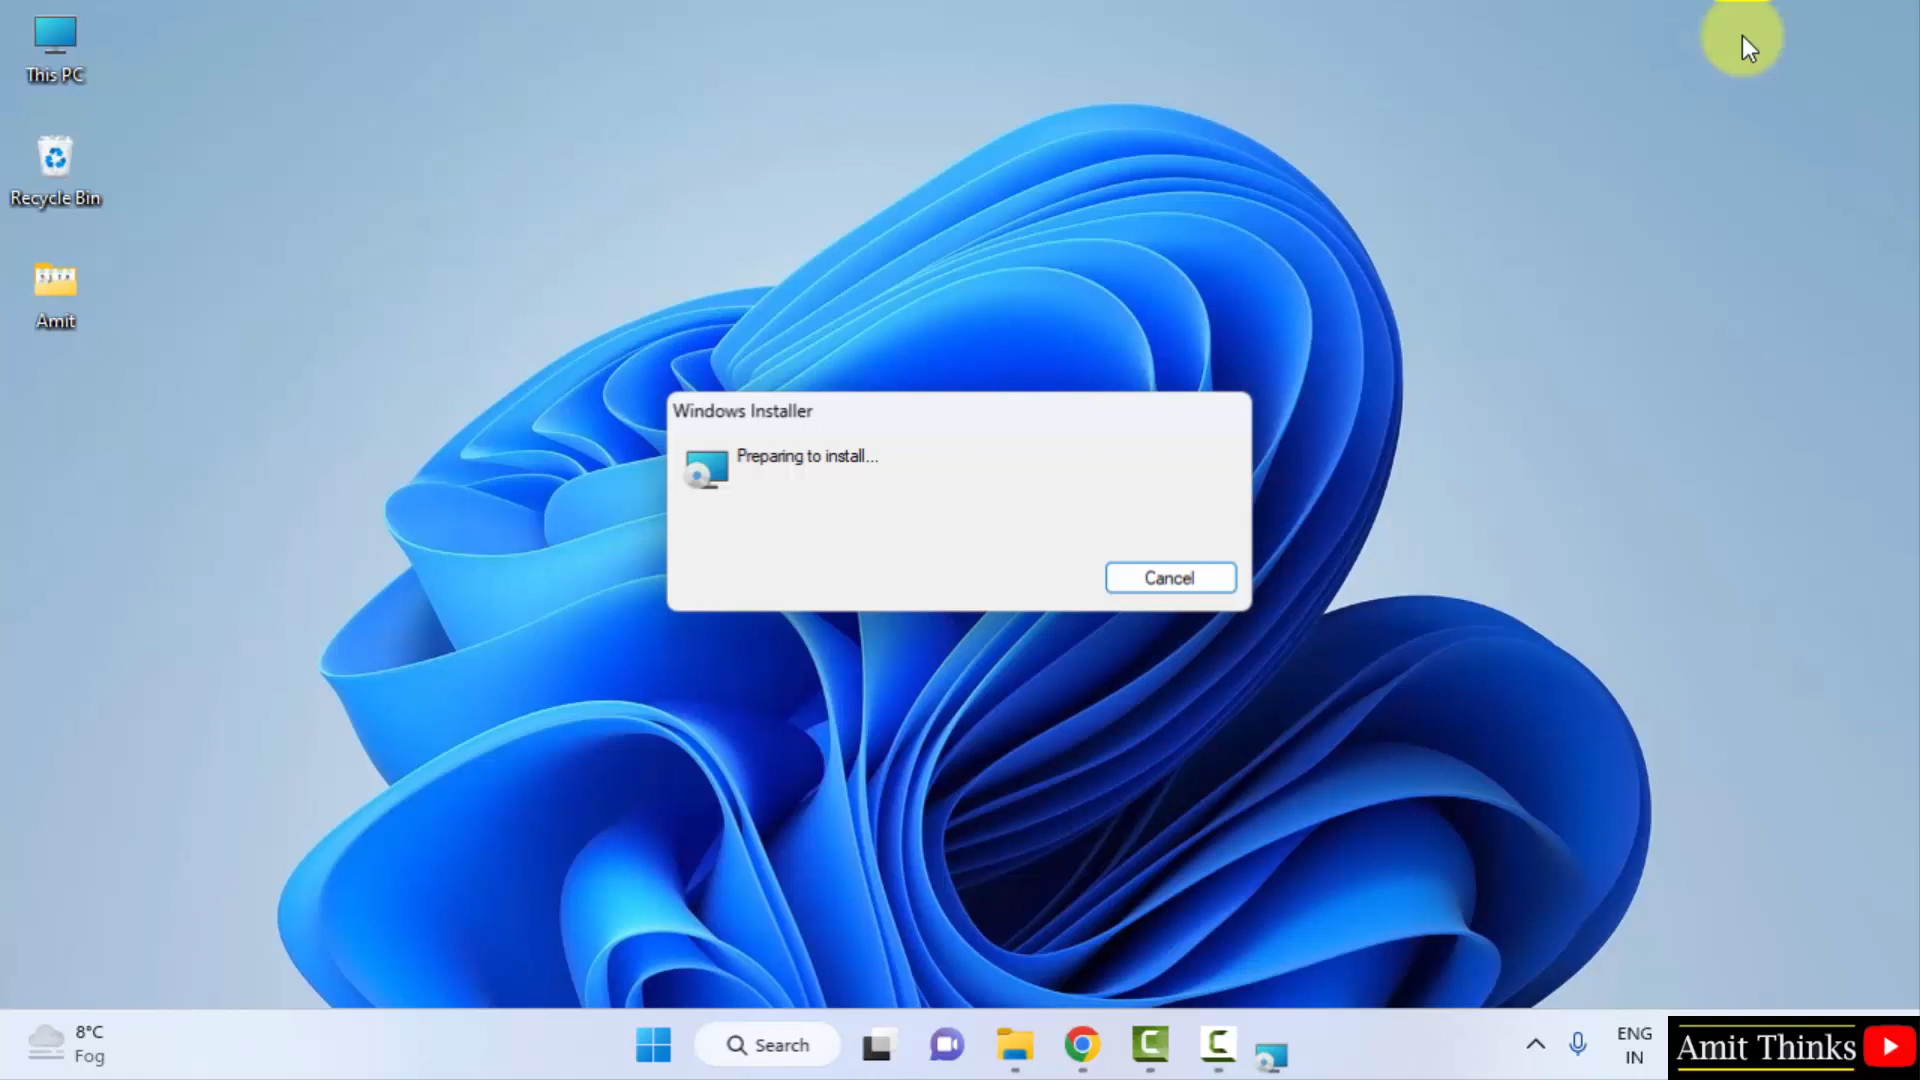 This PC
Recycle Bin
Amit
Windows Installer
Preparing to install...
Cancel
8°C
Fog
Search
ENG
IN
Amit Thinks